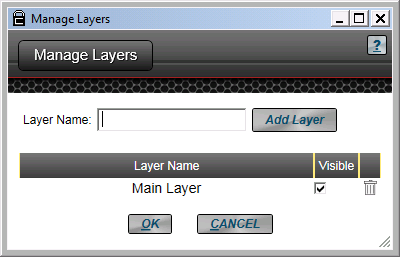 Manage Layers
?
Manage Layers
Layer Name:
Add Layer
Layer Name Visible
Main Layer
OK CANCEL